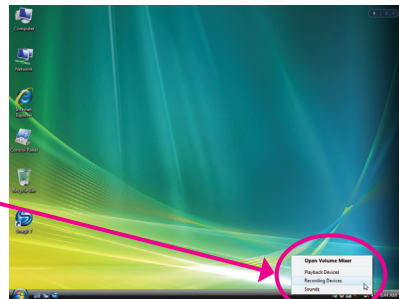 Computer
Network
Internet
Explorer
Control Panel
Recycle Bin
Open Volume Mixer
Playback Devices
Recording Devices
Sounds